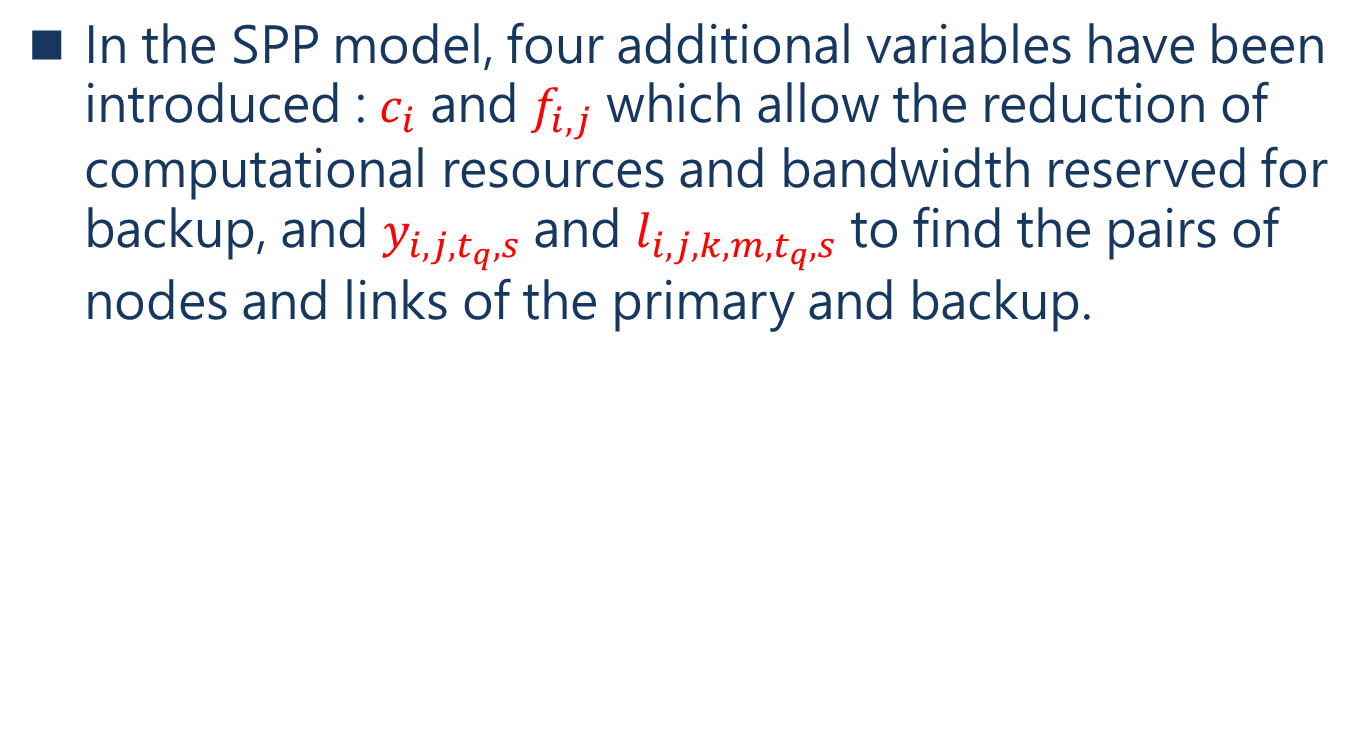 ■ In the SPP model, four additional variables have been
introduced : $c_i$ and $f_{i,j}$ which allow the reduction of
computational resources and bandwidth reserved for
backup, and $y_{i,j,t_q,s}$ and $l_{i,j,k,m,t_q,s}$ to find the pairs of
nodes and links of the primary and backup.